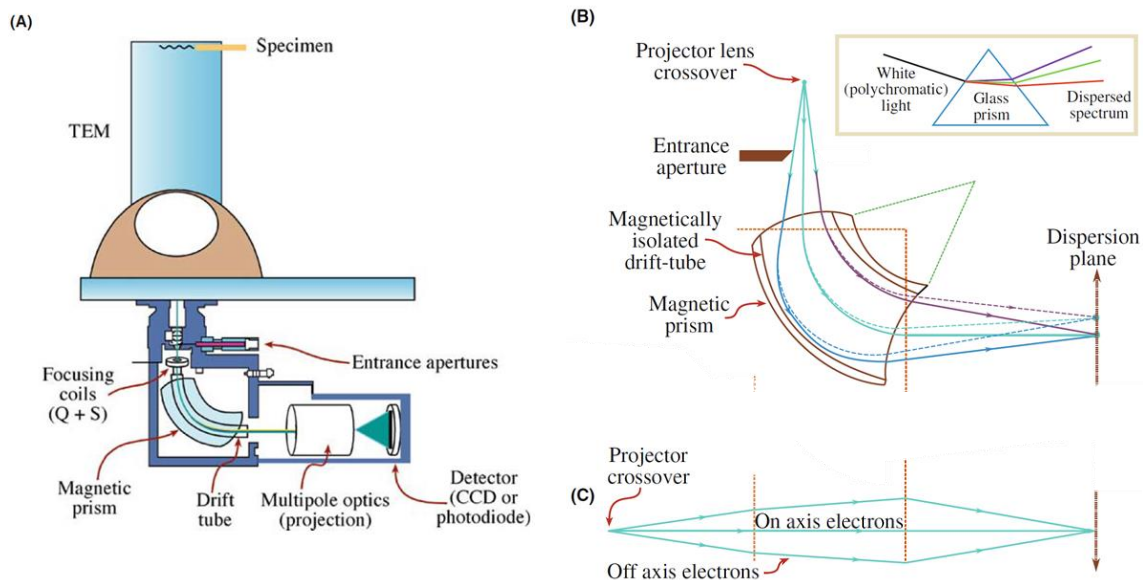 (A)
Specimen
TEM
Entrance apertures
Focusing
coils
(Q + S)
Magnetic
prism
Drift
tube
Multipole optics
(projection)
Detector
(CCD or
photodiode)
(B)
Projector lens
crossover
White
(polychromatic)
light
Glass
prism
Dispersed
spectrum
Entrance
aperture
Magnetically
isolated
drift-tube
Magnetic
prism
Dispersion
plane
Projector
crossover
(C)
On axis electrons
Off axis electrons